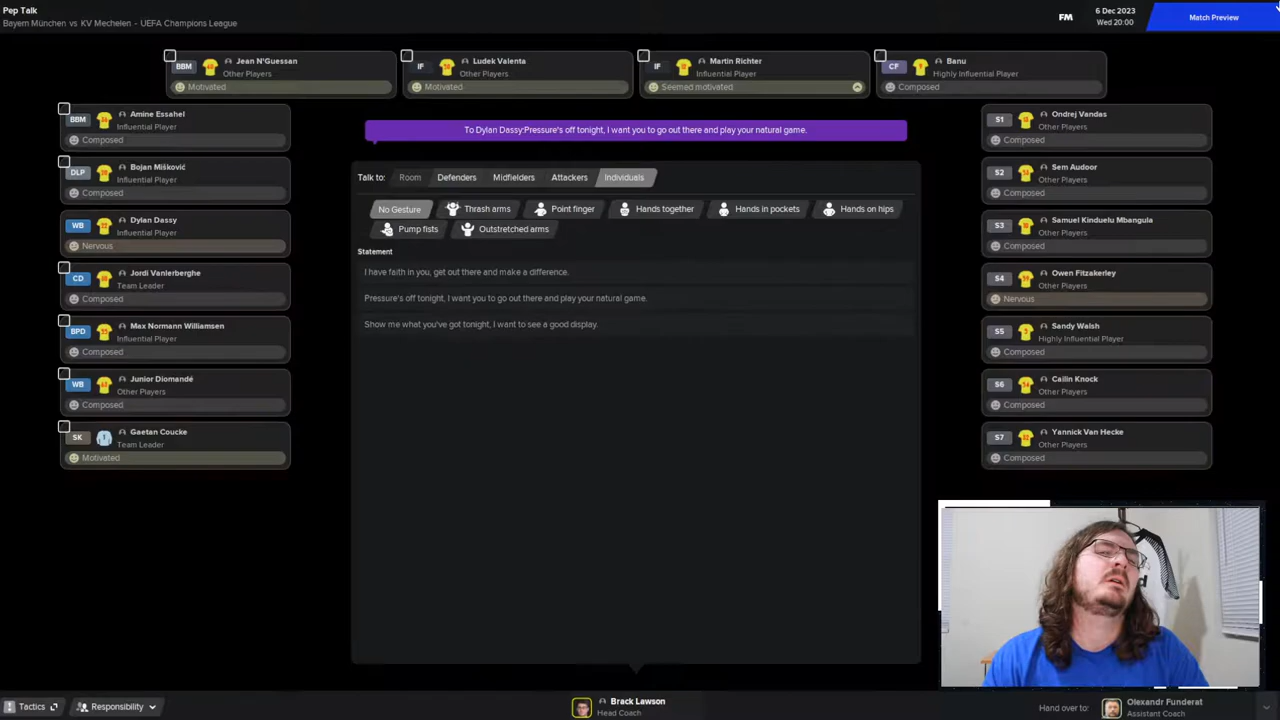 Pep Talk
Bayern München vs KV Mechelen - UEFA Champions League
FM
6 Dec 2023
Wed 20:00
Match Preview
BBM
Jean N'Guessan
Other Players
Motivated
IF
Ludek Valenta
Other Players
Motivated
IF
Martin Richter
Influential Player
Seemed motivated
CF
Banu
Highly Influential Player
Composed
BBM
Amine Essahel
Influential Player
Composed
DLP
Bojan Mišković
Influential Player
Composed
WB
Dylan Dassy
Influential Player
Nervous
CD
Jordi Vanlerberghe
Team Leader
Composed
BPD
Max Normann Williamsen
Influential Player
Composed
WB
Junior Diomandé
Other Players
Composed
SK
Gaetan Coucke
Team Leader
Motivated
To Dylan Dassy:Pressure's off tonight, I want you to go out there and play your natural game.
Talk to: Room Defenders Midfielders Attackers Individuals
No Gesture Thrash arms Point finger Hands together Hands in pockets Hands on hips
Pump fists Outstretched arms
Statement
I have faith in you, get out there and make a difference.
Pressure's off tonight, I want you to go out there and play your natural game.
Show me what you've got tonight, I want to see a good display.
S1
Ondrej Vandas
Other Players
Composed
S2
Sem Audoor
Other Players
Composed
S3
Samuel Kinduelu Mbangula
Other Players
Composed
S4
Owen Fitzakerley
Other Players
Nervous
S5
Sandy Walsh
Highly Influential Player
Composed
S6
Cailin Knock
Other Players
Composed
S7
Yannick Van Hecke
Other Players
Composed
Tactics
Responsibility
Brack Lawson
Head Coach
Hand over to:
Olexandr Funderat
Assistant Coach